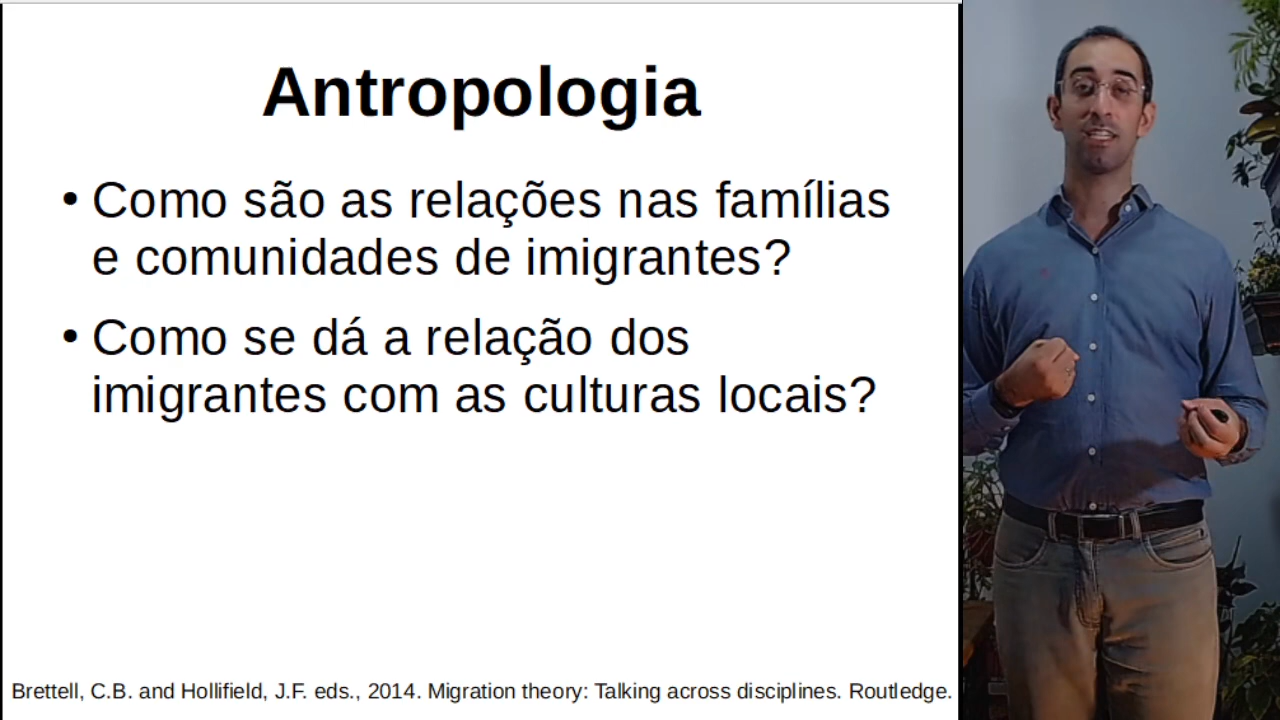 Antropologia
• Como são as relações nas famílias
e comunidades de imigrantes?
• Como se dá a relação dos
imigrantes com as culturas locais?
Brettell, C.B. and Hollifield, J.F. eds., 2014. Migration theory: Talking across disciplines. Routledge.